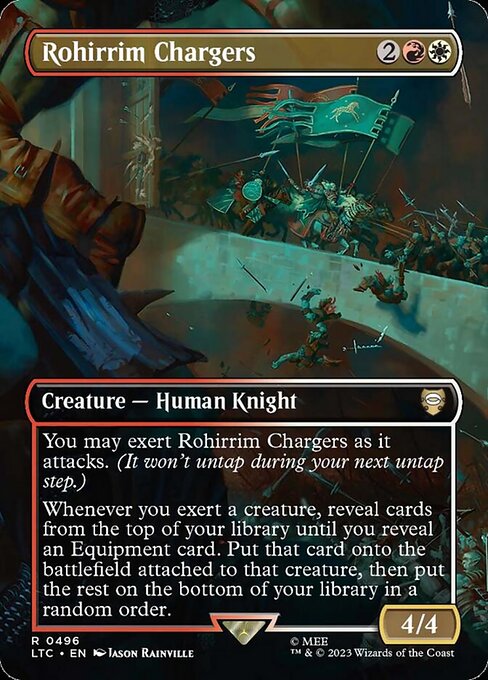 Rohirrim Chargers 2
Creature — Human Knight
You may exert Rohirrim Chargers as it
attacks. (It won't untap during your next untap
step.)
Whenever you exert a creature, reveal cards
from the top of your library until you reveal
an Equipment card. Put that card onto the
battlefield attached to that creature, then put
the rest on the bottom of your library in a
random order.
4/4
R 0496
LTC • EN Jason Rainville
© MEE
™ & © 2023 Wizards of the Coast